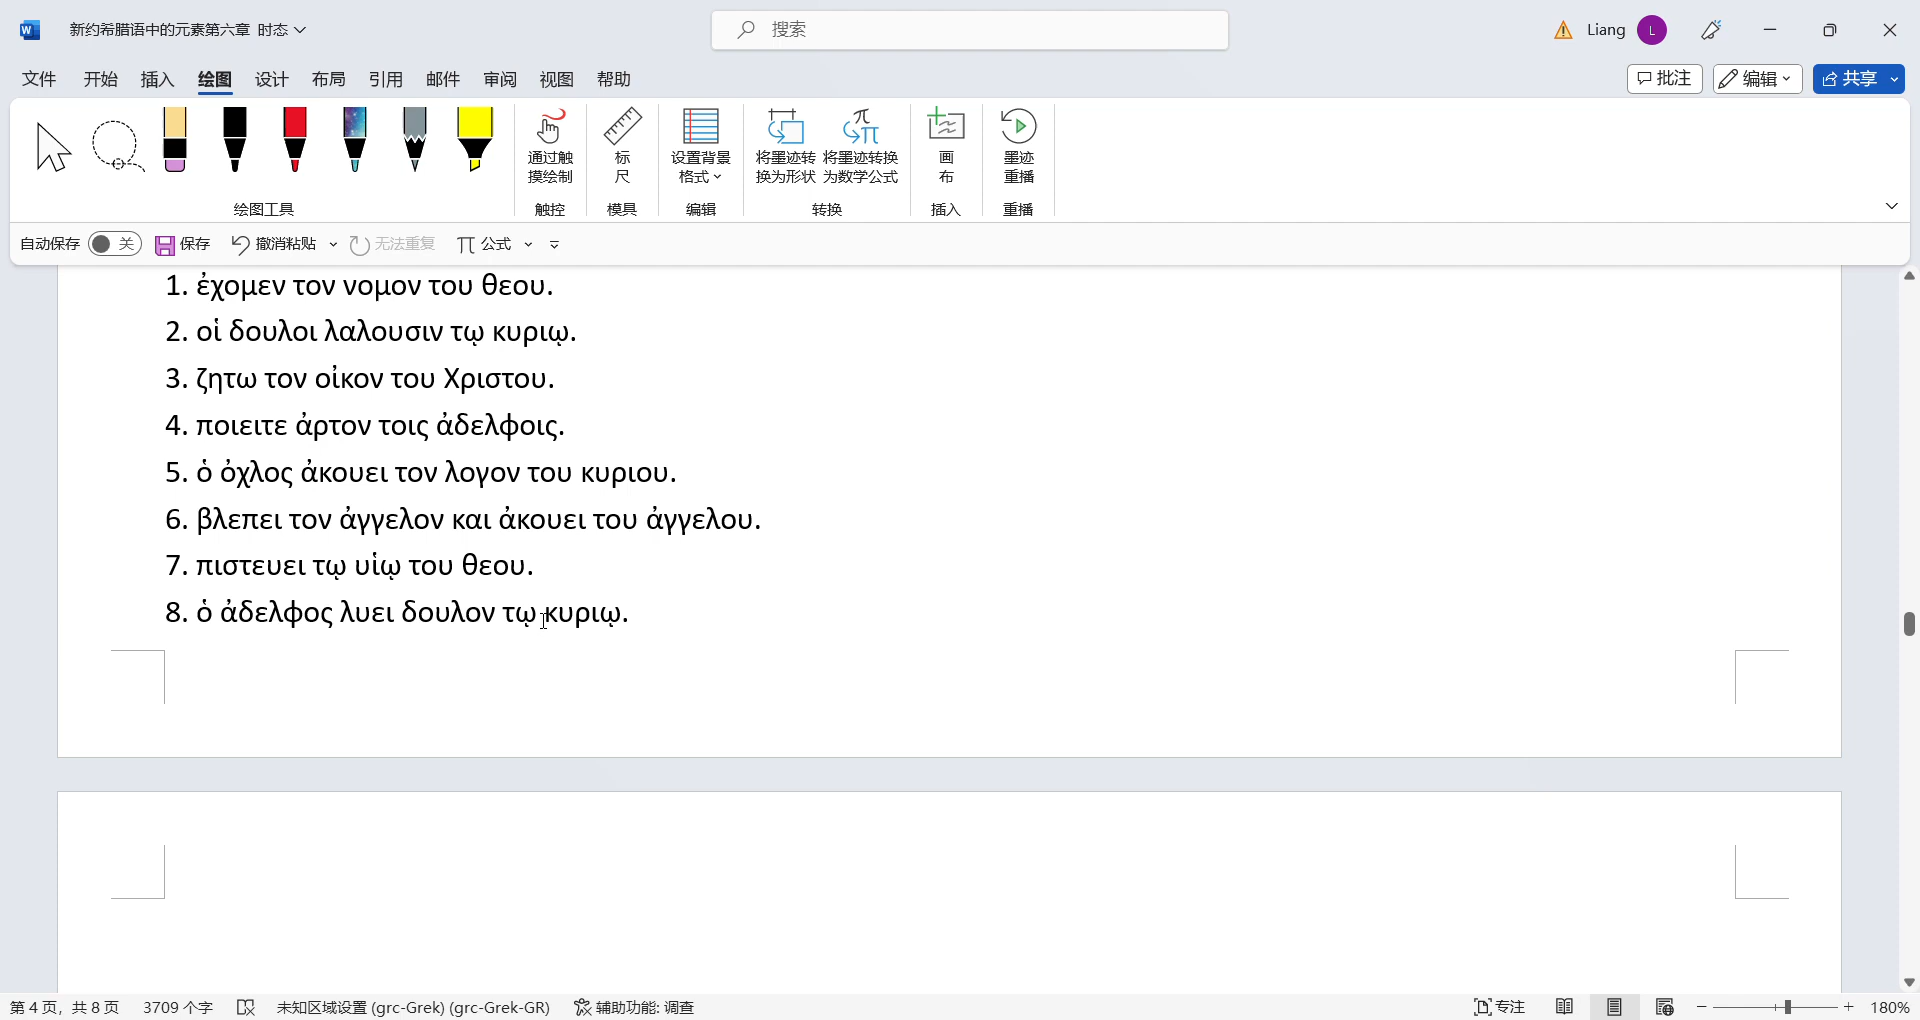 新约希腊语中的元素第六章 时态
搜索
Liang
L
文件 开始 插入 绘图 设计 布局 引用 邮件 审阅 视图 帮助
批注 编辑 共享
通过触摸绘制
标尺
设置背景格式
将墨迹转换为形状
将墨迹转换为数学公式
画布
墨迹重播
绘图工具 触控 模具 编辑 转换 插入 重播
自动保存 关 保存 撤消粘贴 无法重复 公式
1. ἐχομεν τον νομον του θεου.
2. οἱ δουλοι λαλουσιν τῳ κυριῳ.
3. ζητω τον οἰκον του Χριστου.
4. ποιειτε ἀρτον τοις ἀδελφοις.
5. ὁ ὀχλος ἀκουει τον λογον του κυριου.
6. βλεπει τον ἀγγελον και ἀκουει του ἀγγελου.
7. πιστευει τῳ υἱῳ του θεου.
8. ὁ ἀδελφος λυει δουλον τῳ κυριῳ.
第 4 页，共 8 页 3709 个字 未知区域设置 (grc-Grek) (grc-Grek-GR) 辅助功能: 调查 专注 180%